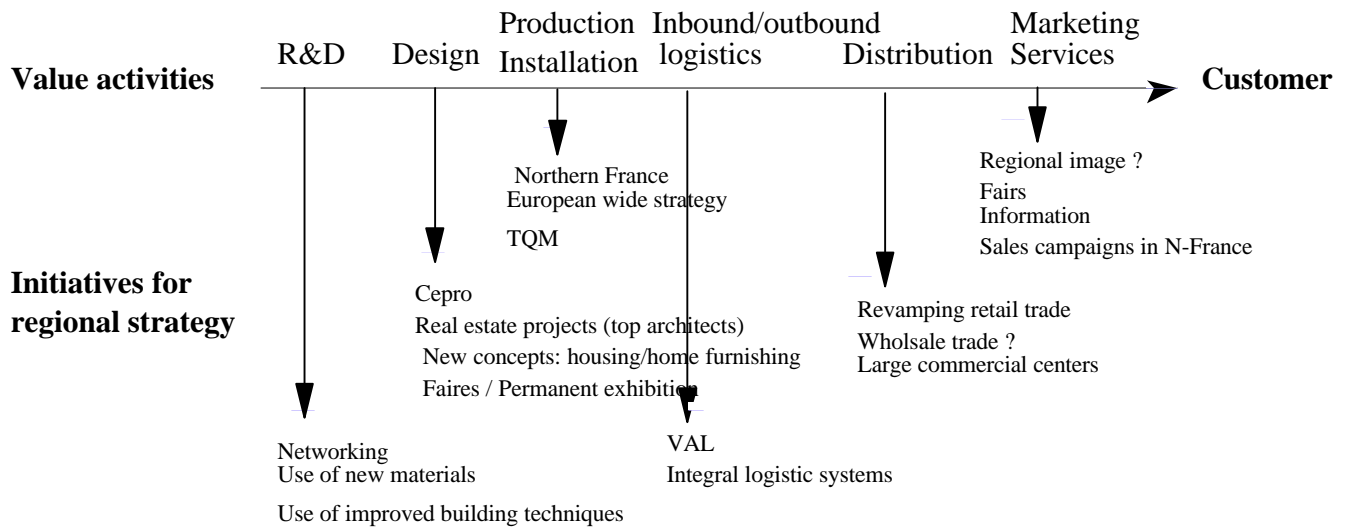 Value activities
R&D
Design
Production
Installation
Inbound/outbound
logistics
Distribution
Marketing
Services
Customer
Initiatives for
regional strategy
Networking
Use of new materials
Use of improved building techniques
Cepro
Real estate projects (top architects)
New concepts: housing/home furnishing
Faires / Permanent exhibition
Northern France
European wide strategy
TQM
VAL
Integral logistic systems
Revamping retail trade
Wholsale trade ?
Large commercial centers
Regional image ?
Fairs
Information
Sales campaigns in N-France